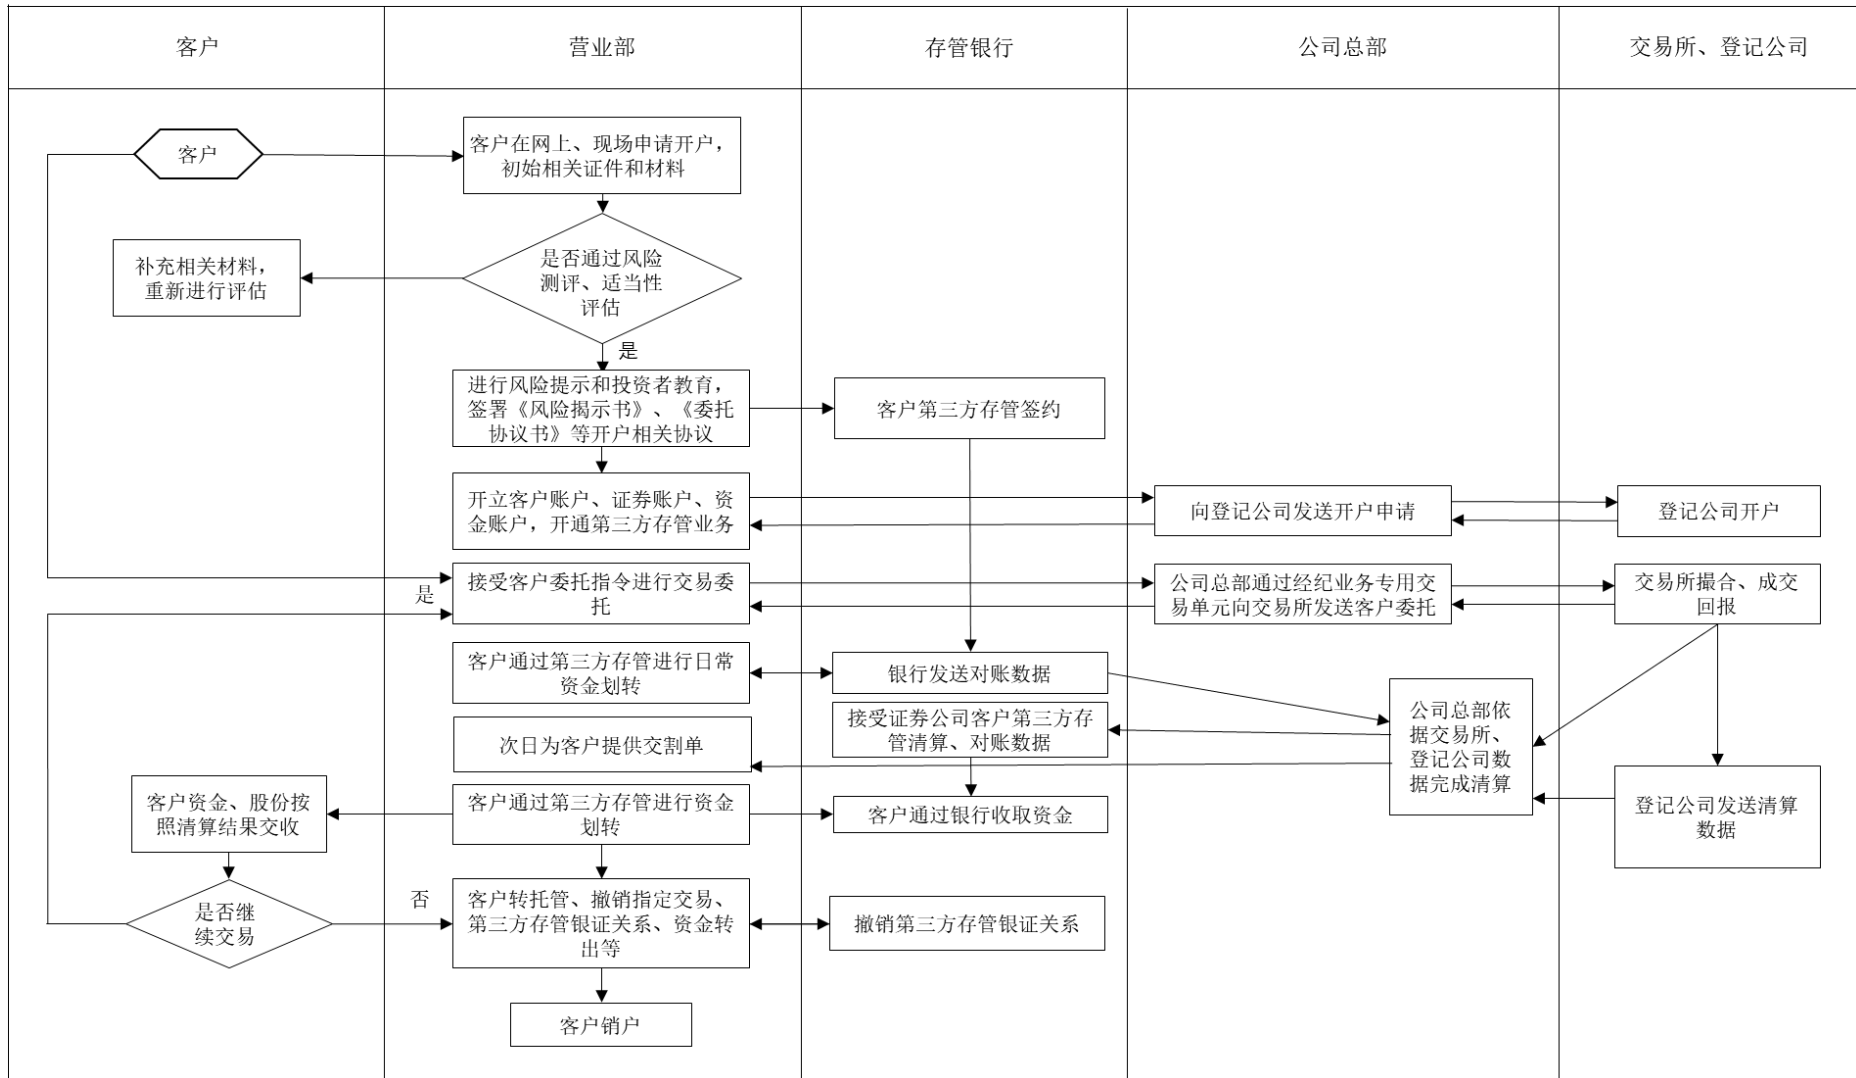 客户
营业部
存管银行
公司总部
交易所、登记公司
客户
客户在网上、现场申请开户，
初始相关证件和材料
补充相关材料，
重新进行评估
是否通过风险
测评、适当性
评估
是
进行风险提示和投资者教育，
签署《风险揭示书》、《委托
协议书》等开户相关协议
客户第三方存管签约
开立客户账户、证券账户、资
金账户，开通第三方存管业务
向登记公司发送开户申请
登记公司开户
是
接受客户委托指令进行交易委
托
公司总部通过经纪业务专用交
易单元向交易所发送客户委托
交易所撮合、成交
回报
客户通过第三方存管进行日常
资金划转
银行发送对账数据
接受证券公司客户第三方存
管清算、对账数据
公司总部依
据交易所、
登记公司数
据完成清算
次日为客户提供交割单
登记公司发送清算
数据
客户资金、股份按
照清算结果交收
客户通过第三方存管进行资金
划转
客户通过银行收取资金
是否继
续交易
否
客户转托管、撤销指定交易、
第三方存管银证关系、资金转
出等
撤销第三方存管银证关系
客户销户